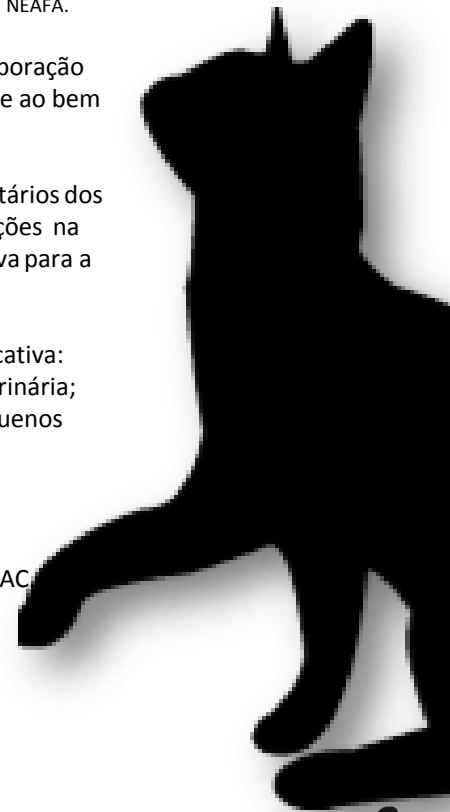 NEAFA.
boração
e ao bem
tários dos
ções na
va para a
cativa:
rinária;
uenos
AC